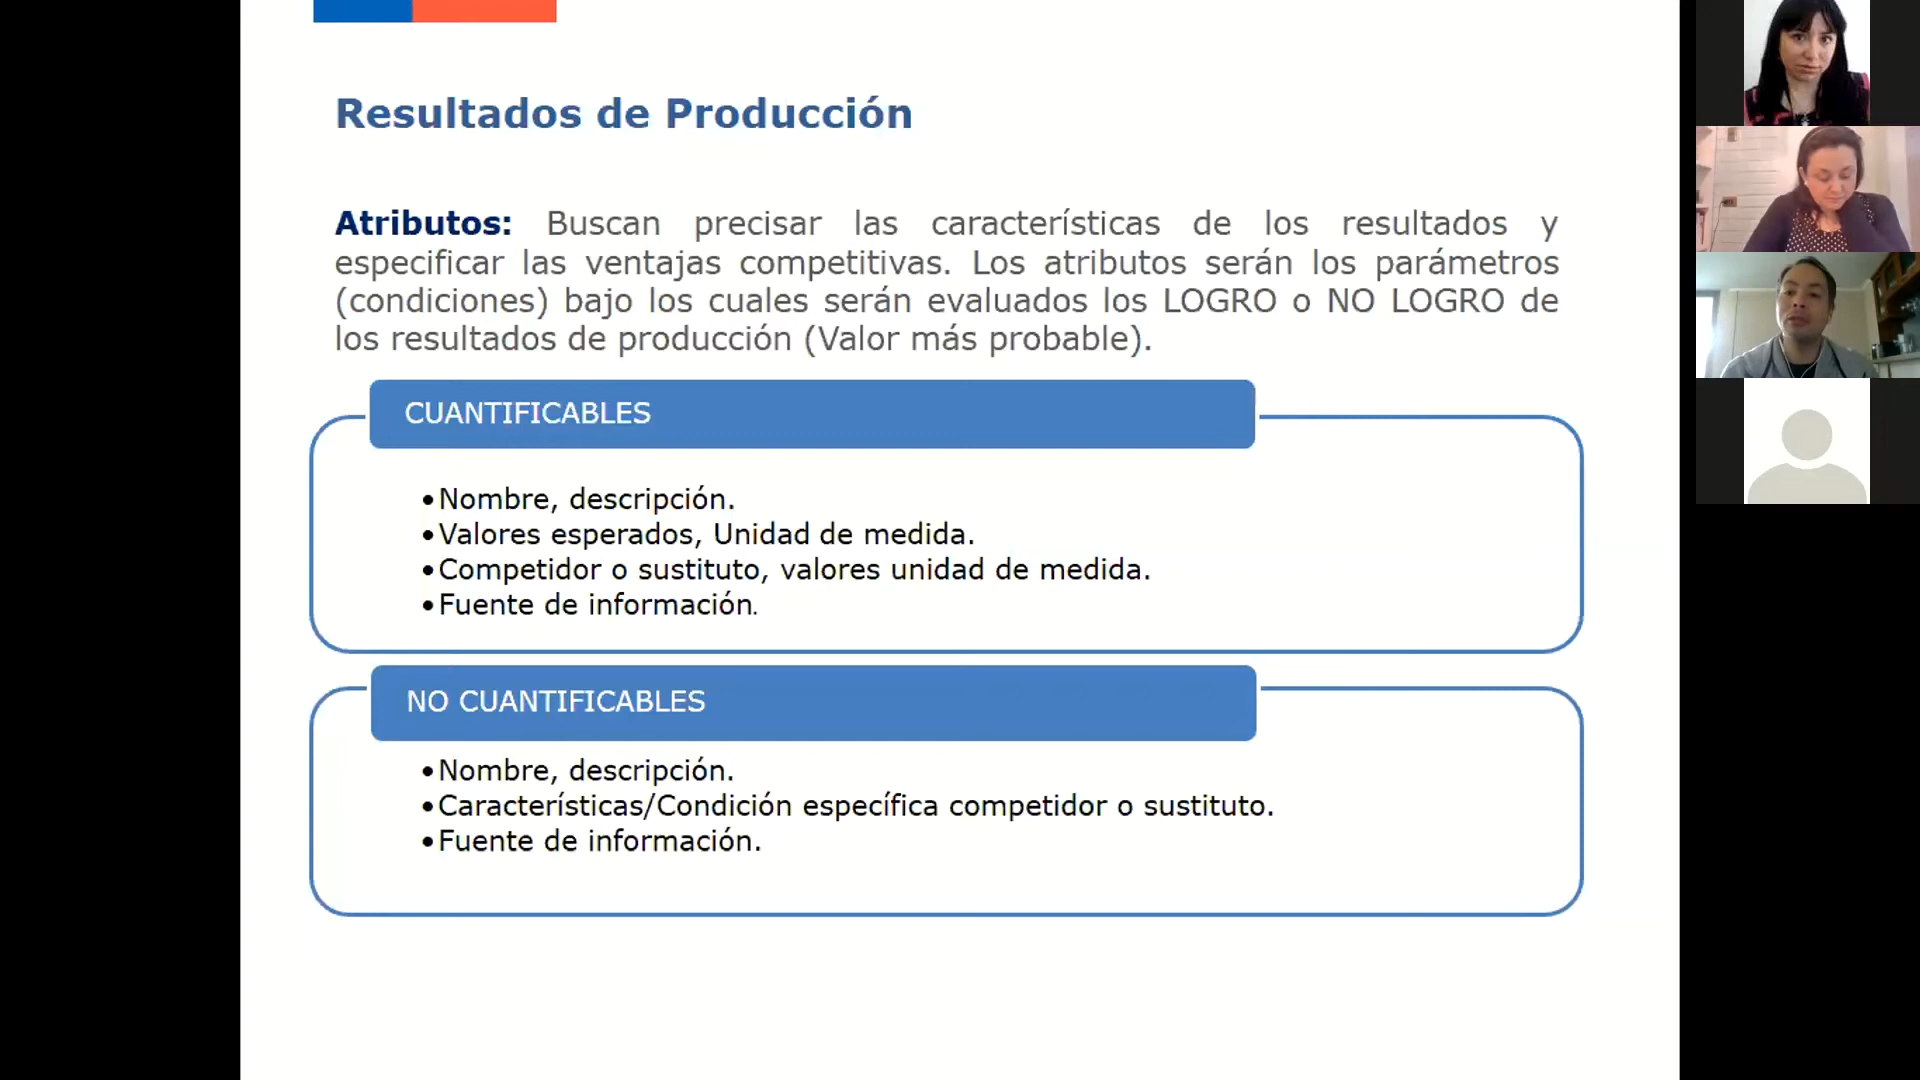 Resultados de Producción
Atributos: Buscan precisar las características de los resultados y
especificar las ventajas competitivas. Los atributos serán los parámetros
(condiciones) bajo los cuales serán evaluados los LOGRO o NO LOGRO de
los resultados de producción (Valor más probable).
CUANTIFICABLES
•Nombre, descripción.
•Valores esperados, Unidad de medida.
•Competidor o sustituto, valores unidad de medida.
•Fuente de información.
NO CUANTIFICABLES
•Nombre, descripción.
•Características/Condición específica competidor o sustituto.
•Fuente de información.